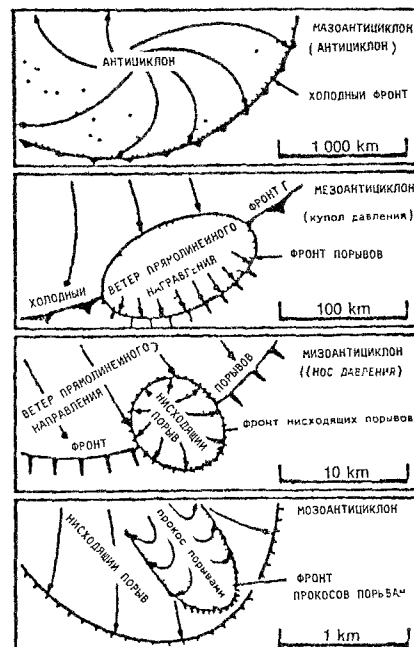 МАЗОАНТИЦИКЛОН
(АНТИЦИКЛОН)
АНТИЦИКЛОН
ХОЛОДНЫЙ ФРОНТ
1 000 km
МЕЗОАНТИЦИКЛОН
(купол давления)
ФРОНТ Г
ВЕТЕР ПРЯМОЛИНЕЙНОГО
НАПРАВЛЕНИЯ
ФРОНТ ПОРЫВОВ
ХОЛОДНЫЙ
100 km
МИЗОАНТИЦИКЛОН
((НОС ДАВЛЕНИЯ)
ВЕТЕР ПРЯМОЛИНЕЙНОГО
НАПРАВЛЕНИЯ
ПОРЫВОВ
НИСХОДЯЩИЙ
ПОРЫВ
фронт нисходящих порывов
ФРОНТ
10 km
МОЗОАНТИЦИКЛОН
НИСХОДЯЩИЙ ПОРЫВ
прокос порывами
ФРОНТ
ПРОКОСОВ
1 km